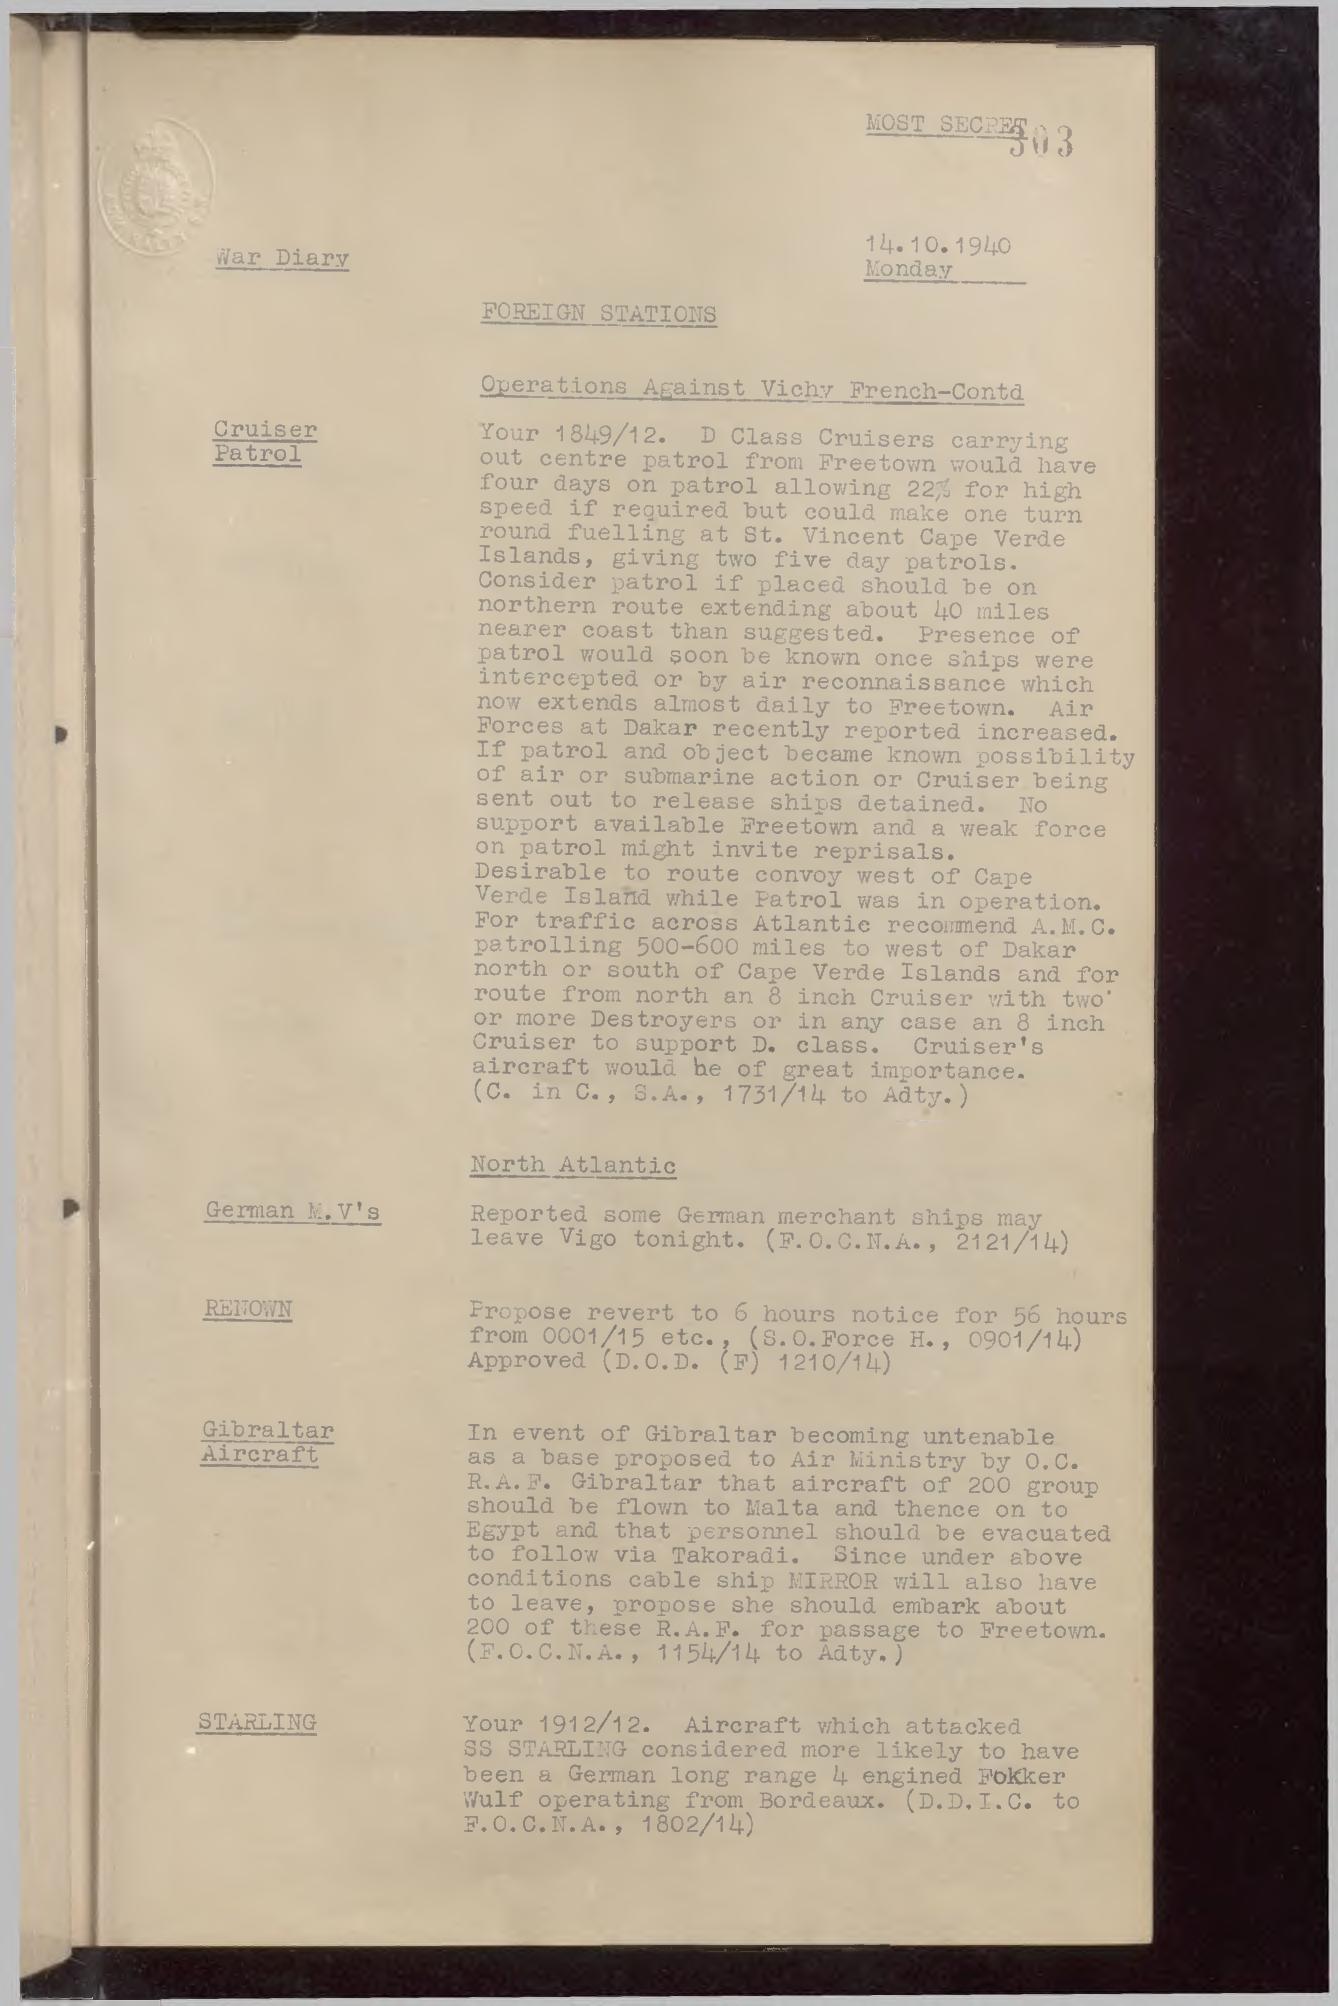 MOST SECRET
303
War Diary
14.10.1940
Monday
FOREIGN STATIONS
Operations Against Vichy French-Contd
Cruiser
Patrol
Your 1849/12. D Class Cruisers carrying
out centre patrol from Freetown would have
four days on patrol allowing 22% for high
speed if required but could make one turn
round fuelling at St. Vincent Cape Verde
Islands, giving two five day patrols.
Consider patrol if placed should be on
northern route extending about 40 miles
nearer coast than suggested. Presence of
patrol would soon be known once ships were
intercepted or by air reconnaissance which
now extends almost daily to Freetown. Air
Forces at Dakar recently reported increased.
If patrol and object became known possibility
of air or submarine action or Cruiser being
sent out to release ships detained. No
support available Freetown and a weak force
on patrol might invite reprisals.
Desirable to route convoy west of Cape
Verde Island while Patrol was in operation.
For traffic across Atlantic recommend A.M.C.
patrolling 500-600 miles to west of Dakar
north or south of Cape Verde Islands and for
route from north an 8 inch Cruiser with two
or more Destroyers or in any case an 8 inch
Cruiser to support D. class. Cruiser's
aircraft would be of great importance.
(C. in C., S.A., 1731/14 to Adty.)
North Atlantic
German M.V's
Reported some German merchant ships may
leave Vigo tonight. (F.O.C.N.A., 2121/14)
RENOWN
Propose revert to 6 hours notice for 56 hours
from 0001/15 etc., (S.O.Force H., 0901/14)
Approved (D.O.D. (F) 1210/14)
Gibraltar
Aircraft
In event of Gibraltar becoming untenable
as a base proposed to Air Ministry by O.C.
R.A.F. Gibraltar that aircraft of 200 group
should be flown to Malta and thence on to
Egypt and that personnel should be evacuated
to follow via Takoradi. Since under above
conditions cable ship MIRROR will also have
to leave, propose she should embark about
200 of these R.A.F. for passage to Freetown.
(F.O.C.N.A., 1154/14 to Adty.)
STARLING
Your 1912/12. Aircraft which attacked
SS STARLING considered more likely to have
been a German long range 4 engined Fokker
Wulf operating from Bordeaux. (D.D.I.C. to
F.O.C.N.A., 1802/14)